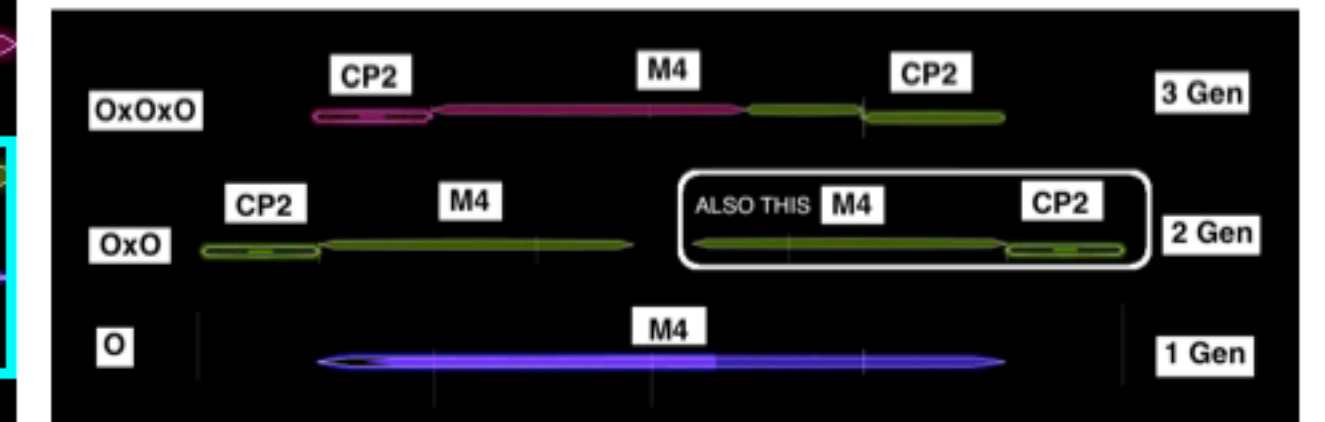 CP2 M4 CP2
OxOxO 3 Gen
CP2 M4 ALSO THIS M4 CP2
OxO 2 Gen
M4
O 1 Gen